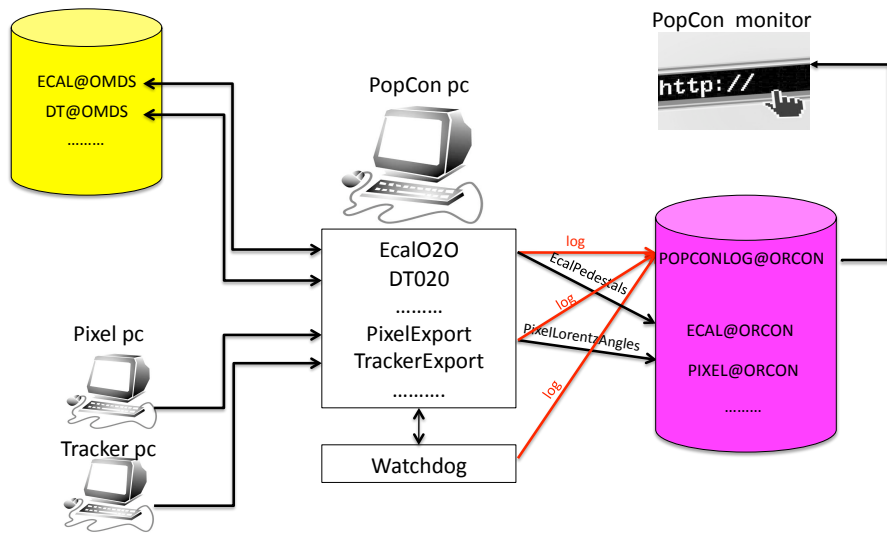 PopCon monitor
http://
ECAL@OMDS
DT@OMDS
.........
PopCon pc
EcalO2O
DT020
.........
PixelExport
TrackerExport
..........
Watchdog
Pixel pc
Tracker pc
log
EcalPedestals
log
PixelLorentzAngles
log
POPCONLOG@ORCON
ECAL@ORCON
PIXEL@ORCON
.........